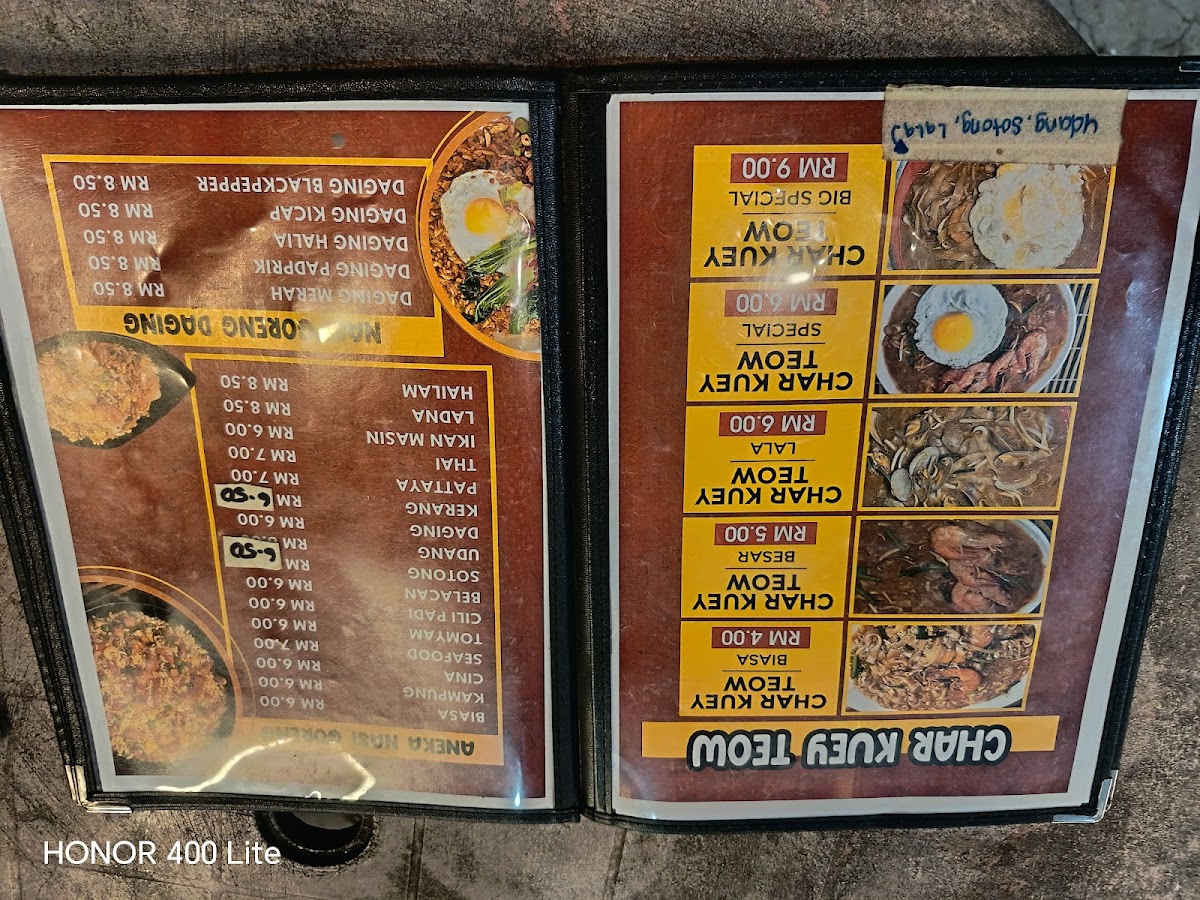 CHAR KUEY TEOW
CHAR KUEY
TEOW
BIASA
RM 4.00
CHAR KUEY
TEOW
BESAR
RM 5.00
CHAR KUEY
TEOW
LALA
RM 6.00
CHAR KUEY
TEOW
SPECIAL
RM 6.00
CHAR KUEY
TEOW
BIG SPECIAL
RM 9.00
Udang, Sotong, Lala
ANEKA NASI GORENG
BIASA RM 6.00
KAMPUNG RM 6.00
CINA RM 6.00
SEAFOOD RM 7.00
TOMYAM RM 6.00
CILI PADI RM 6.00
BELACAN RM 6.00
SOTONG RM 6.50
UDANG RM
DAGING RM 6.00
KERANG RM 6.50
PATTAYA RM 7.00
THAI RM 7.00
IKAN MASIN RM 6.00
LADNA RM 8.50
HAILAM RM 8.50
NASI GORENG DAGING
DAGING MERAH RM 8.50
DAGING PADPRIK RM 8.50
DAGING HALIA RM 8.50
DAGING KICAP RM 8.50
DAGING BLACKPEPPER RM 8.50
HONOR 400 Lite